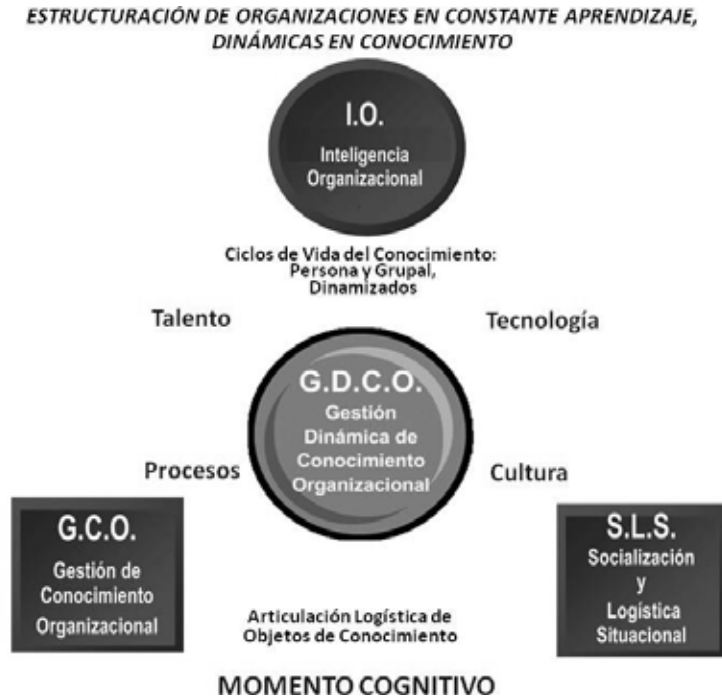 ESTRUCTURACIÓN DE ORGANIZACIONES EN CONSTANTE APRENDIZAJE,
DINÁMICAS EN CONOCIMIENTO
I.O.
Inteligencia
Organizacional
Ciclos de Vida del Conocimiento:
Persona y Grupal,
Dinamizados
Talento
Tecnología
G.D.C.O.
Gestión
Dinámica de
Conocimiento
Organizacional
Procesos
Cultura
G.C.O.
Gestión de
Conocimiento
Organizacional
S.L.S.
Socialización
y
Logística
Situacional
Articulación Logística de
Objetos de Conocimiento
MOMENTO COGNITIVO